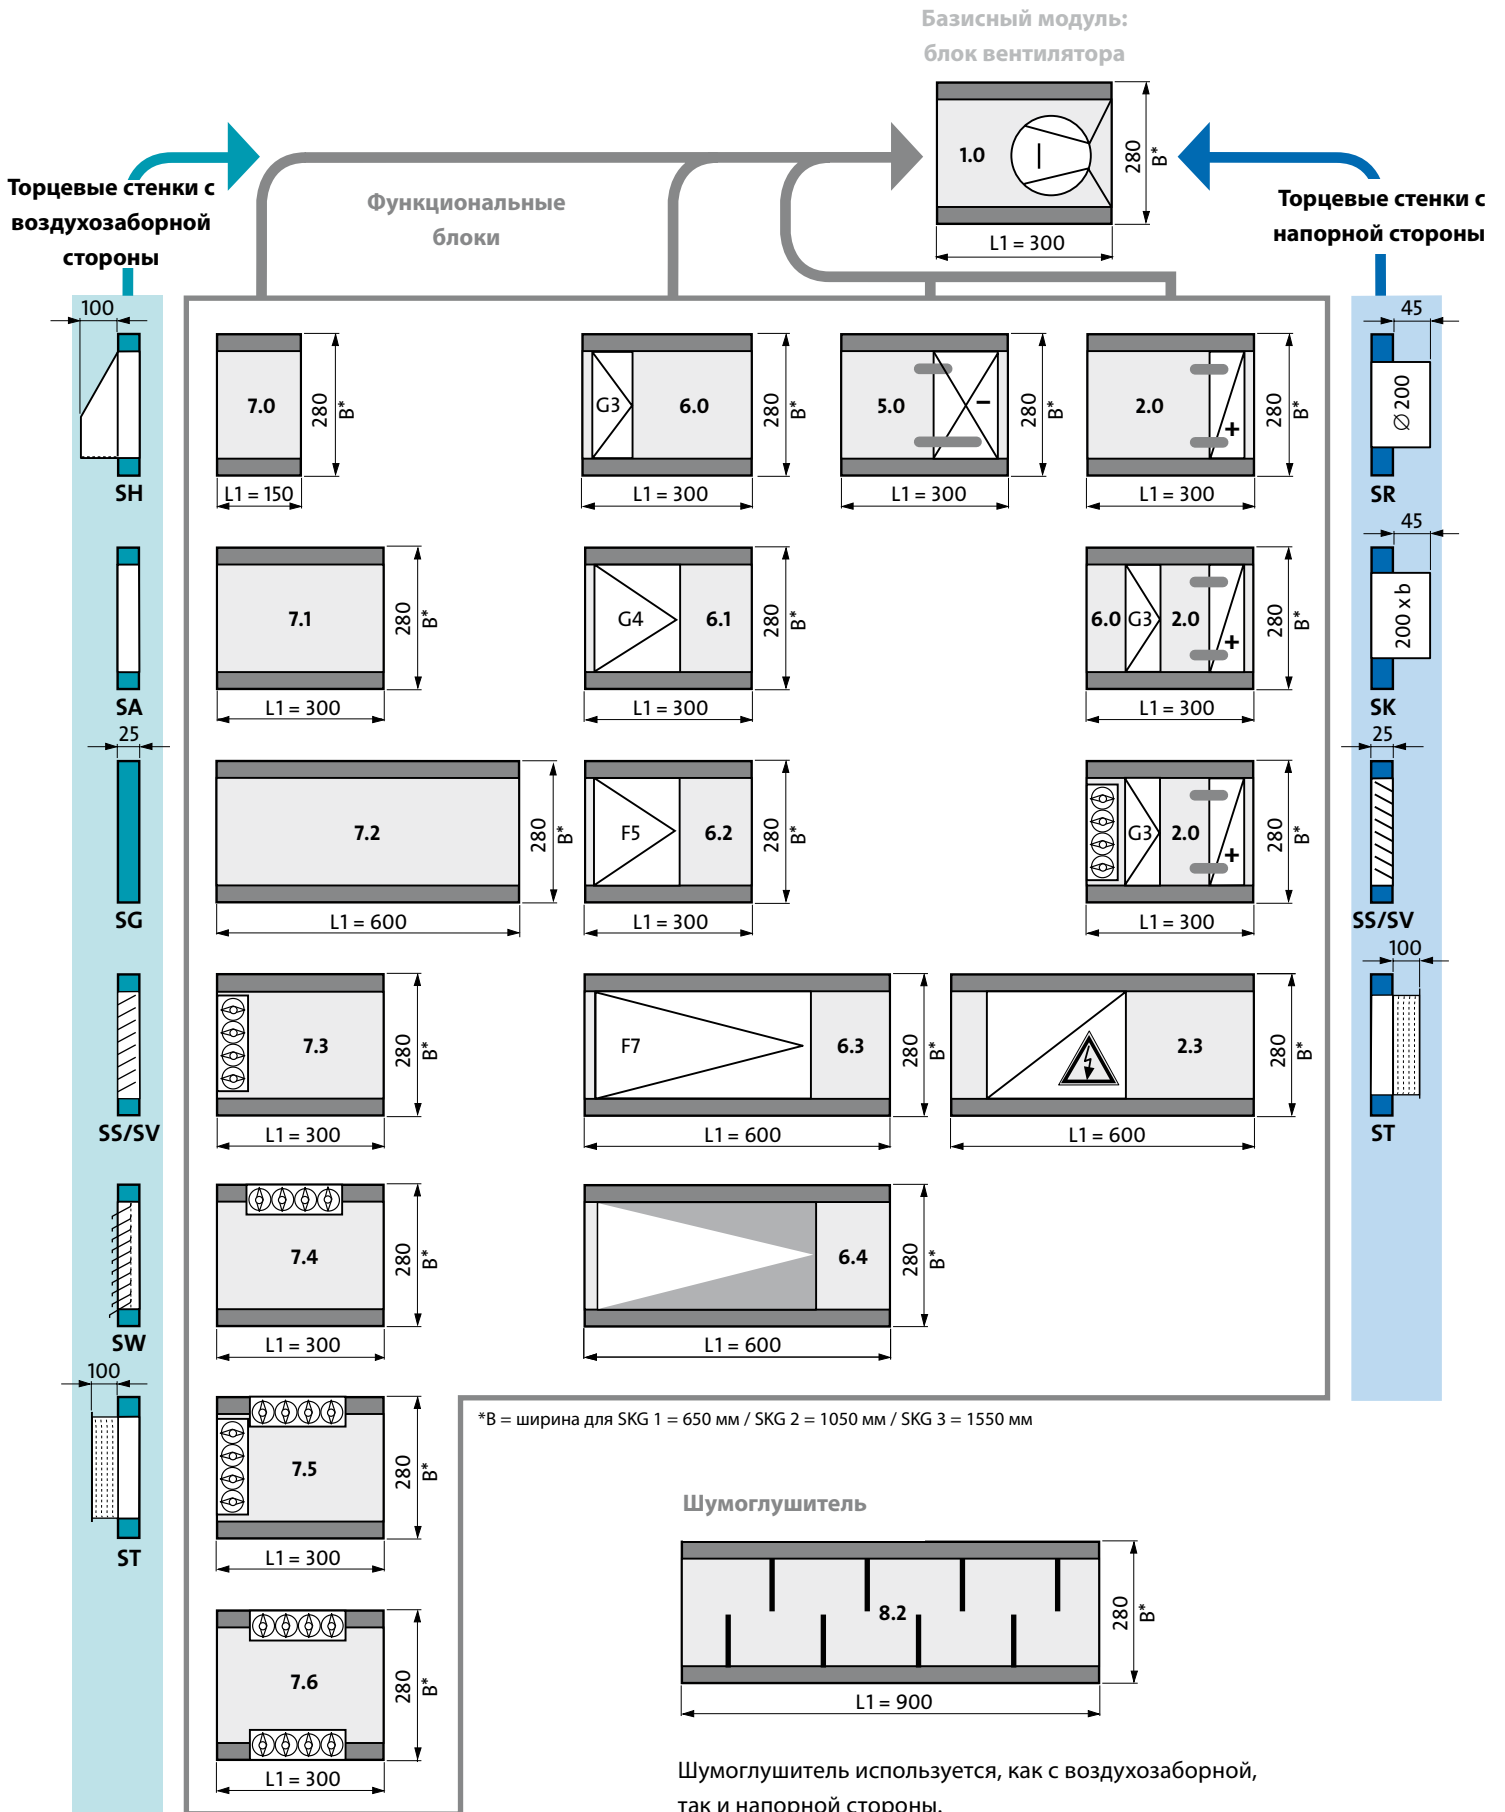 Базисный модуль:
блок вентилятора
1.0
280
B*
L1 = 300
Торцевые стенки с
воздухозаборной
стороны
Функциональные
блоки
Торцевые стенки с
напорной стороны
100
SH
7.0
280
B*
L1 = 150
G3
6.0
280
B*
L1 = 300
5.0
–
280
B*
L1 = 300
2.0
+
280
B*
L1 = 300
45
Ø 200
SR
SA
7.1
280
B*
L1 = 300
G4
6.1
280
B*
L1 = 300
6.0
G3
2.0
+
280
B*
L1 = 300
45
200 x b
SK
25
SG
7.2
280
B*
L1 = 600
F5
6.2
280
B*
L1 = 300
G3
2.0
+
280
B*
L1 = 300
25
SS/SV
SS/SV
7.3
280
B*
L1 = 300
F7
6.3
280
B*
L1 = 600
2.3
280
B*
L1 = 600
100
ST
SW
7.4
280
B*
L1 = 300
6.4
280
B*
L1 = 600
100
ST
7.5
280
B*
L1 = 300
*B = ширина для SKG 1 = 650 мм / SKG 2 = 1050 мм / SKG 3 = 1550 мм
7.6
280
B*
L1 = 300
Шумоглушитель
8.2
280
B*
L1 = 900
Шумоглушитель используется, как с воздухозаборной,
так и напорной стороны.